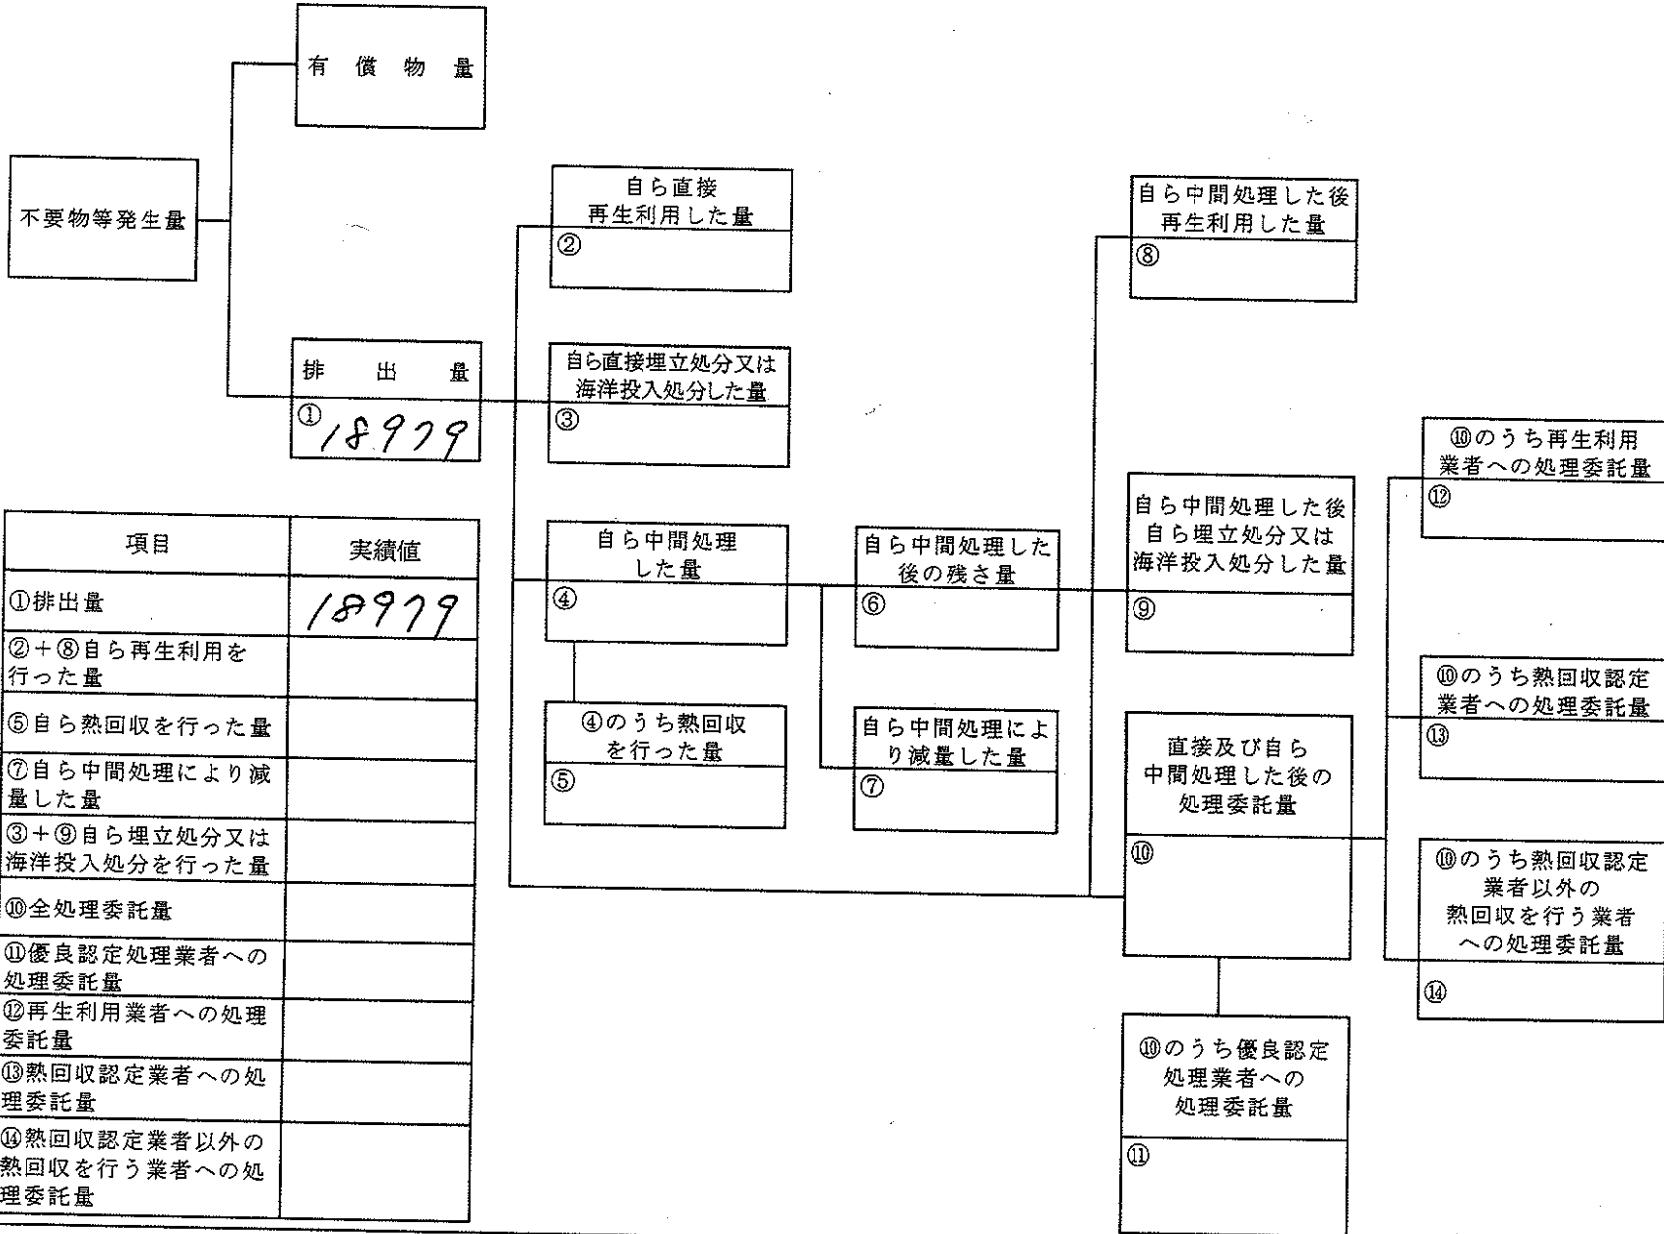 有償物量
不要物等発生量
排出量
①18979
自ら直接
再生利用した量
②
自ら直接埋立処分又は
海洋投入処分した量
③
自ら中間処理
した量
④
④のうち熱回収
を行った量
⑤
自ら中間処理した
後の残さ量
⑥
自ら中間処理によ
り減量した量
⑦
自ら中間処理した後
再生利用した量
⑧
自ら中間処理した後
自ら埋立処分又は
海洋投入処分した量
⑨
直接及び自ら
中間処理した後の
処理委託量
⑩
⑩のうち優良認定
処理業者への
処理委託量
⑪
⑩のうち再生利用
業者への処理委託量
⑫
⑩のうち熱回収認定
業者への処理委託量
⑬
⑩のうち熱回収認定
業者以外の
熱回収を行う業者
への処理委託量
⑭
項目 実績値
①排出量 18979
②+⑧自ら再生利用を
行った量
⑤自ら熱回収を行った量
⑦自ら中間処理により減
量した量
③+⑨自ら埋立処分又は
海洋投入処分を行った量
⑩全処理委託量
⑪優良認定処理業者への
処理委託量
⑫再生利用業者への処理
委託量
⑬熱回収認定業者への処
理委託量
⑭熱回収認定業者以外の
熱回収を行う業者への処
理委託量